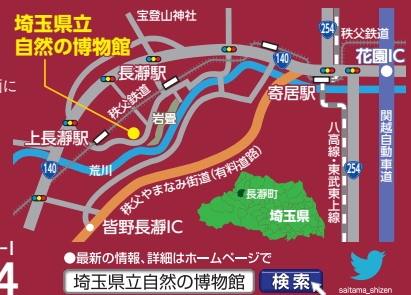 宝登山神社
埼玉県立
自然の博物館
254
秩父鉄道
花園IC
140
長瀞駅
寄居駅
面に
秩父鉄道
岩畳
上長瀞駅
荒川
140
秩父やまなみ街道（有料道路）
八高線・東武東上線
254
関越自動車道
長瀞町
埼玉県
皆野長瀞IC
-1
4
●最新の情報、詳細はホームページで
埼玉県立自然の博物館
検索
saitama_shizen